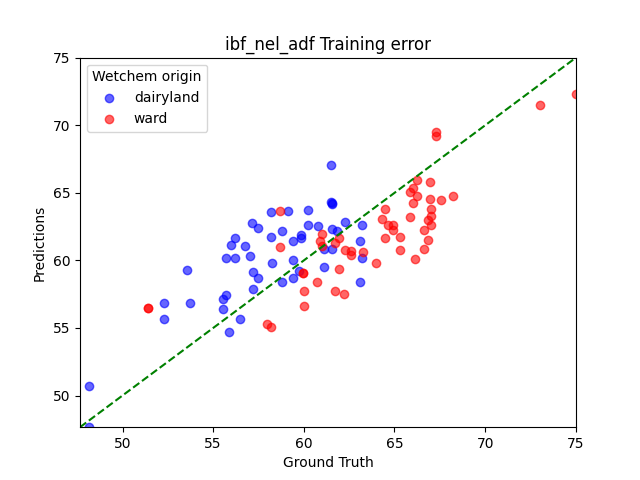 ibf_nel_adf Training error
Wetchem origin
dairyland
ward
75
70
65
60
55
50
Predictions
50
55
60
65
70
75
Ground Truth